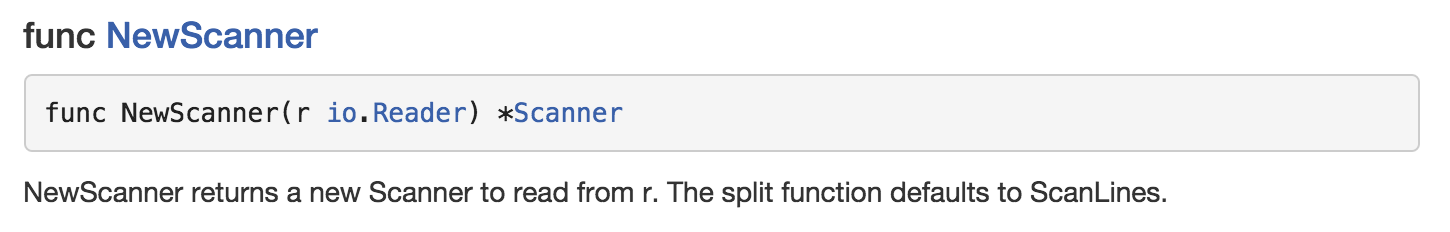 func NewScanner
func NewScanner(r io.Reader) *Scanner
NewScanner returns a new Scanner to read from r. The split function defaults to ScanLines.